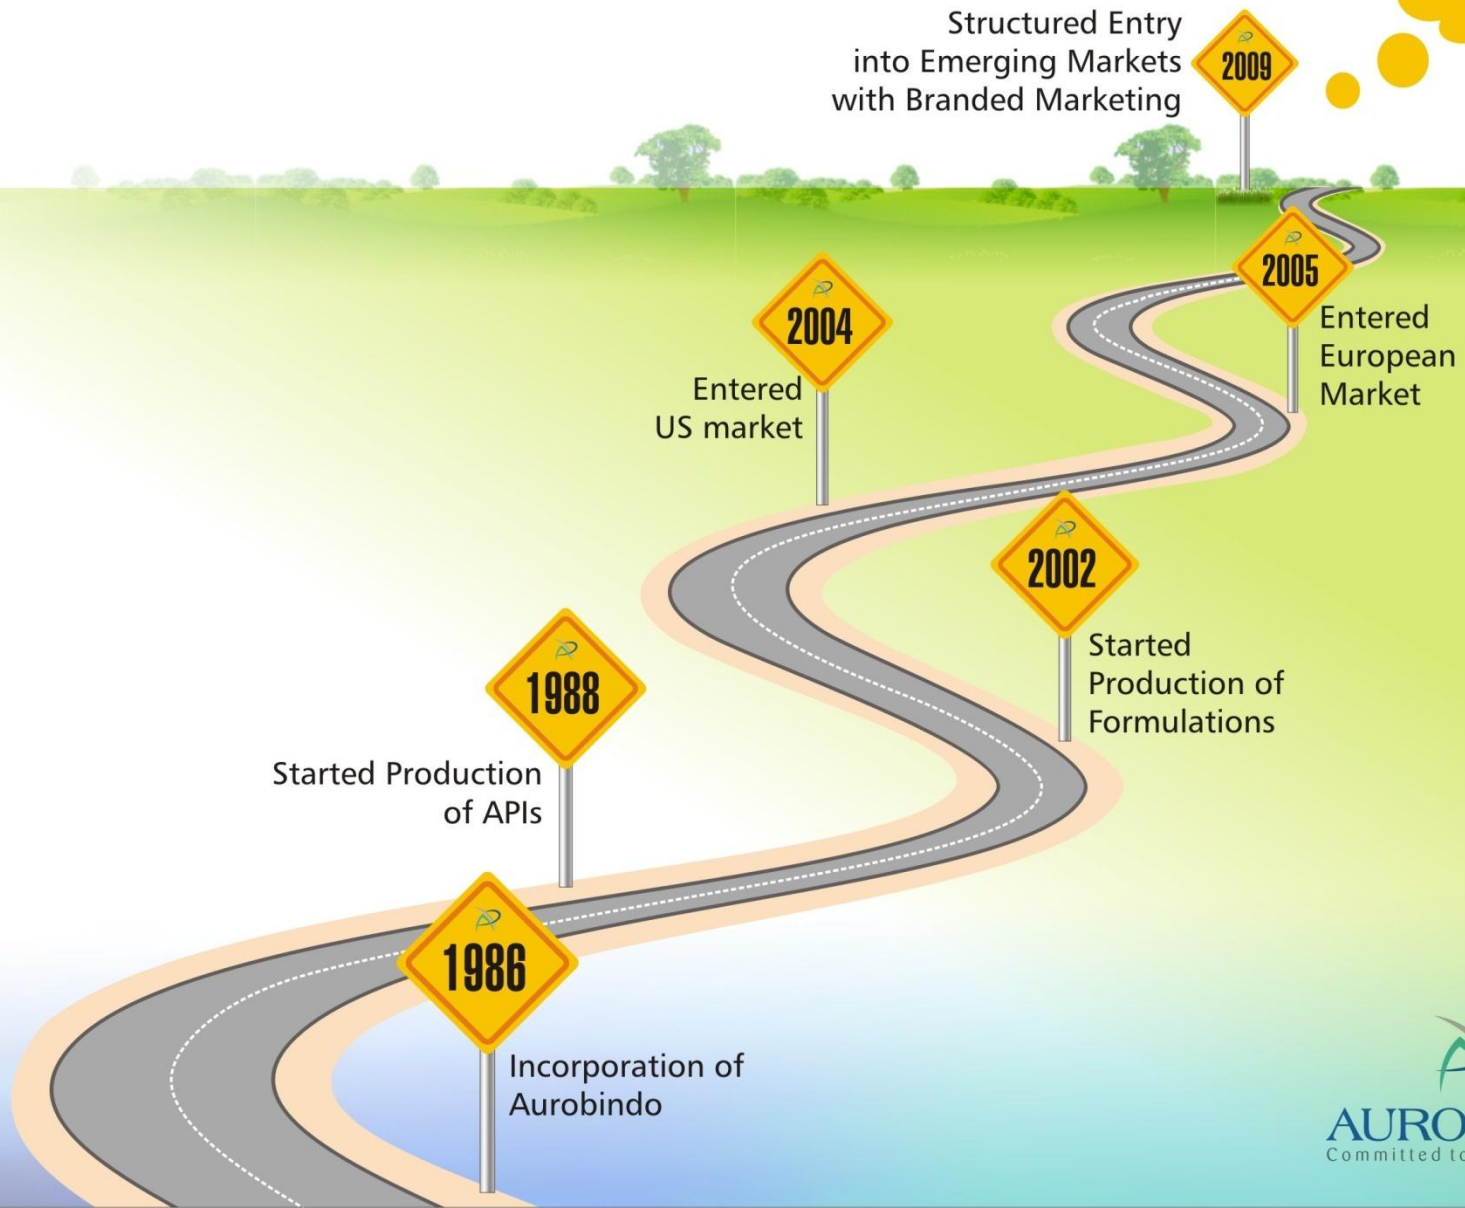 Structured Entry
into Emerging Markets
with Branded Marketing
2009
2005
Entered
European
Market
2004
Entered
US market
2002
Started
Production of
Formulations
1988
Started Production
of APIs
1986
Incorporation of
Aurobindo
AURO
Committed to